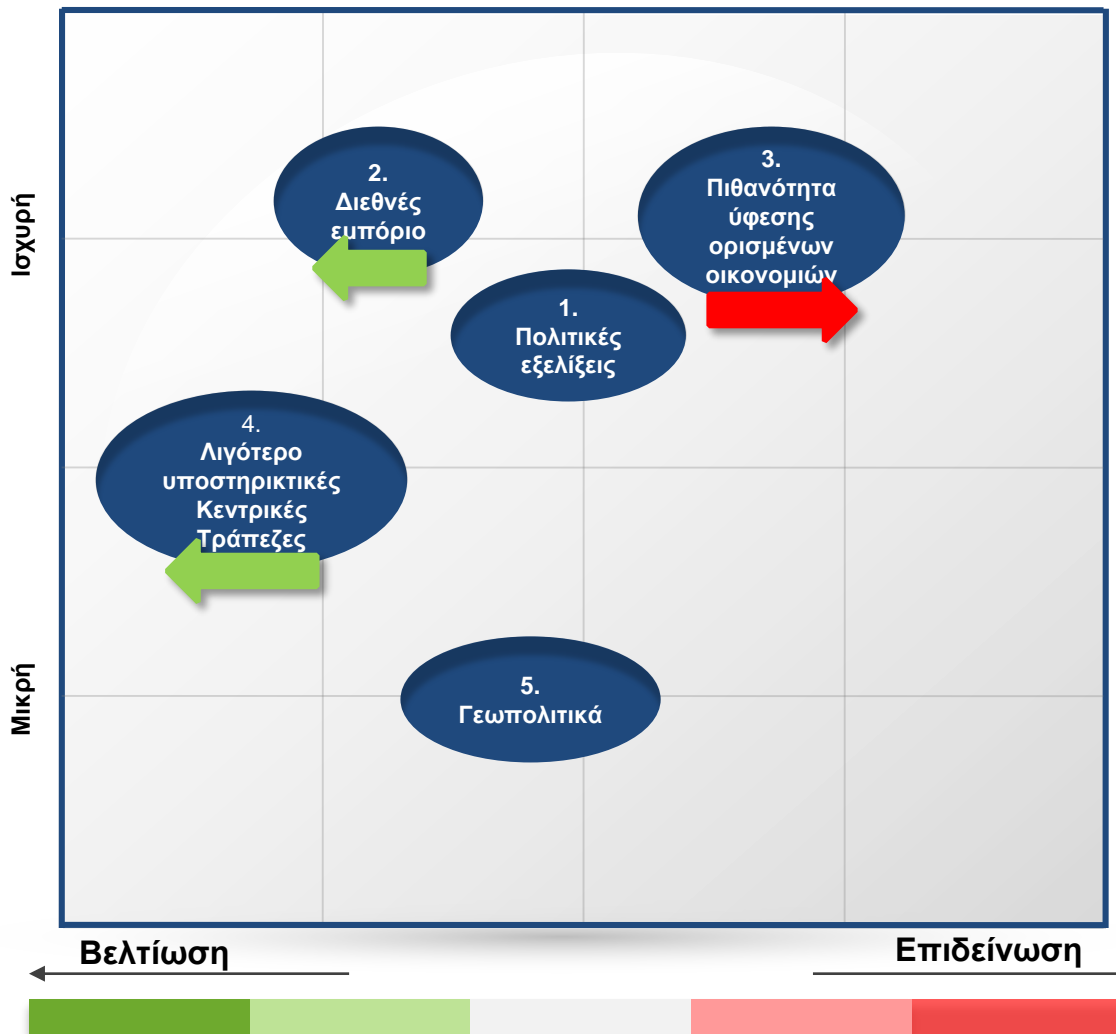 Ισχυρή
Μικρή
2.
Διεθνές
εμπόριο
3.
Πιθανότητα
ύφεσης
ορισμένων
οικονομιών
1.
Πολιτικές
εξελίξεις
4.
Λιγότερο
υποστηρικτικές
Κεντρικές
Τράπεζες
5.
Γεωπολιτικά
Βελτίωση
Επιδείνωση